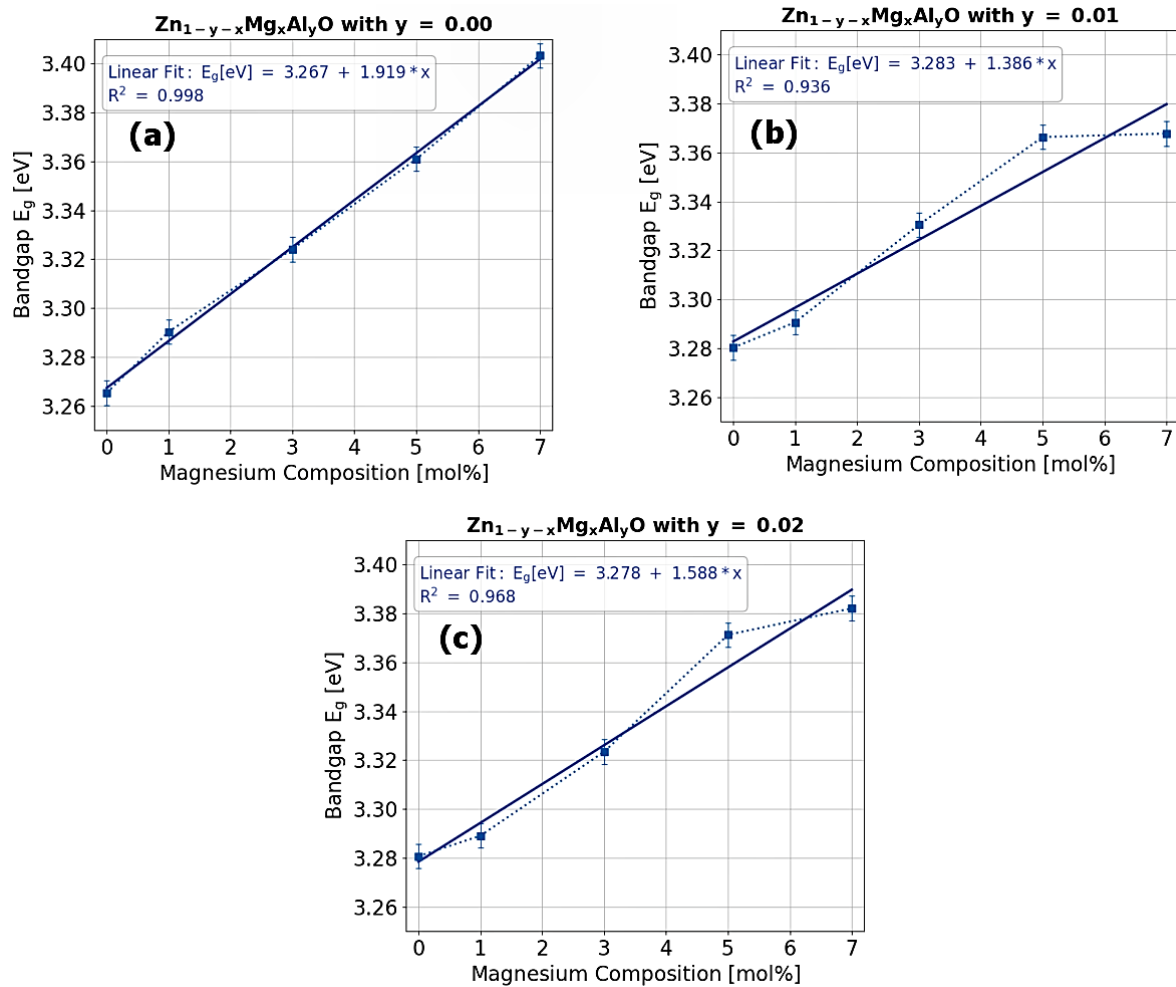 Zn₁₋y₋ₓMgₓAlyO with y = 0.00
Linear Fit: Eg[eV] = 3.267 + 1.919*x
R² = 0.998
(a)
Bandgap Eg [eV]
3.40
3.38
3.36
3.34
3.32
3.30
3.28
3.26
0 1 2 3 4 5 6 7
Magnesium Composition [mol%]
Zn₁₋y₋ₓMgₓAlyO with y = 0.01
Linear Fit: Eg[eV] = 3.283 + 1.386*x
R² = 0.936
(b)
Bandgap Eg [eV]
3.40
3.38
3.36
3.34
3.32
3.30
3.28
3.26
0 1 2 3 4 5 6 7
Magnesium Composition [mol%]
Zn₁₋y₋ₓMgₓAlyO with y = 0.02
Linear Fit: Eg[eV] = 3.278 + 1.588*x
R² = 0.968
(c)
Bandgap Eg [eV]
3.40
3.38
3.36
3.34
3.32
3.30
3.28
3.26
0 1 2 3 4 5 6 7
Magnesium Composition [mol%]